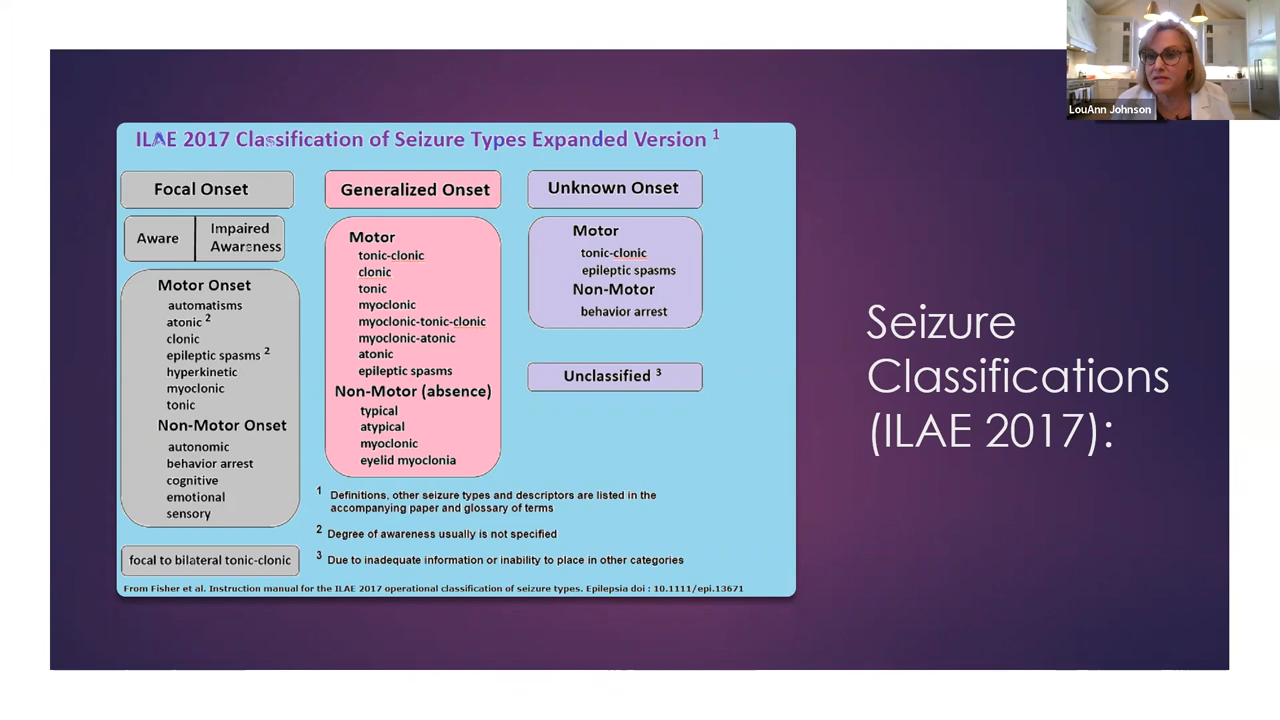 LouAnn Johnson
ILAE 2017 Classification of Seizure Types Expanded Version 1
Focal Onset
Aware
Impaired
Awareness
Motor Onset
automatisms
atonic 2
clonic
epileptic spasms 2
hyperkinetic
myoclonic
tonic
Non-Motor Onset
autonomic
behavior arrest
cognitive
emotional
sensory
focal to bilateral tonic-clonic
Generalized Onset
Motor
tonic-clonic
clonic
tonic
myoclonic
myoclonic-tonic-clonic
myoclonic-atonic
atonic
epileptic spasms
Non-Motor (absence)
typical
atypical
myoclonic
eyelid myoclonia
Unknown Onset
Motor
tonic-clonic
epileptic spasms
Non-Motor
behavior arrest
Unclassified 3
1 Definitions, other seizure types and descriptors are listed in the
accompanying paper and glossary of terms
2 Degree of awareness usually is not specified
3 Due to inadequate information or inability to place in other categories
From Fisher et al. Instruction manual for the ILAE 2017 operational classification of seizure types. Epilepsia doi : 10.1111/epi.13671
Seizure
Classifications
(ILAE 2017):